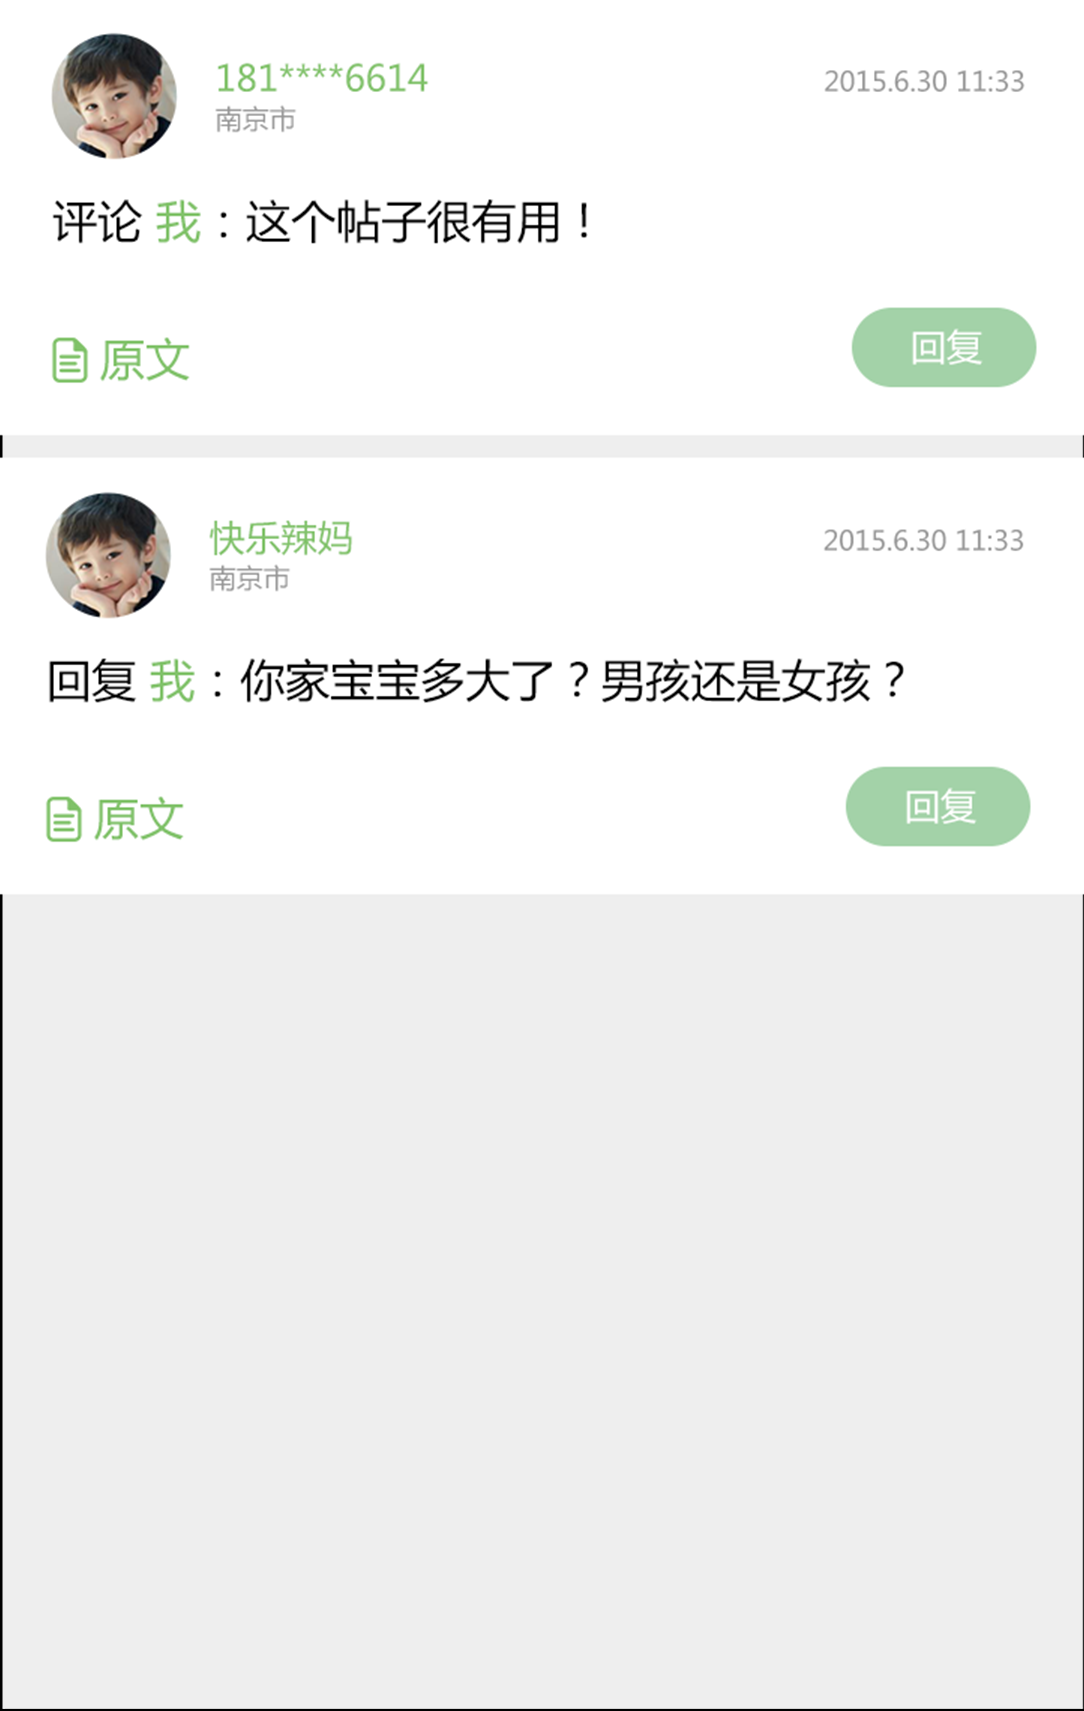 181****6614
2015.6.30 11:33
南京市
评论 我：这个帖子很有用！
原文
回复
快乐辣妈
2015.6.30 11:33
南京市
回复 我：你家宝宝多大了？男孩还是女孩？
原文
回复